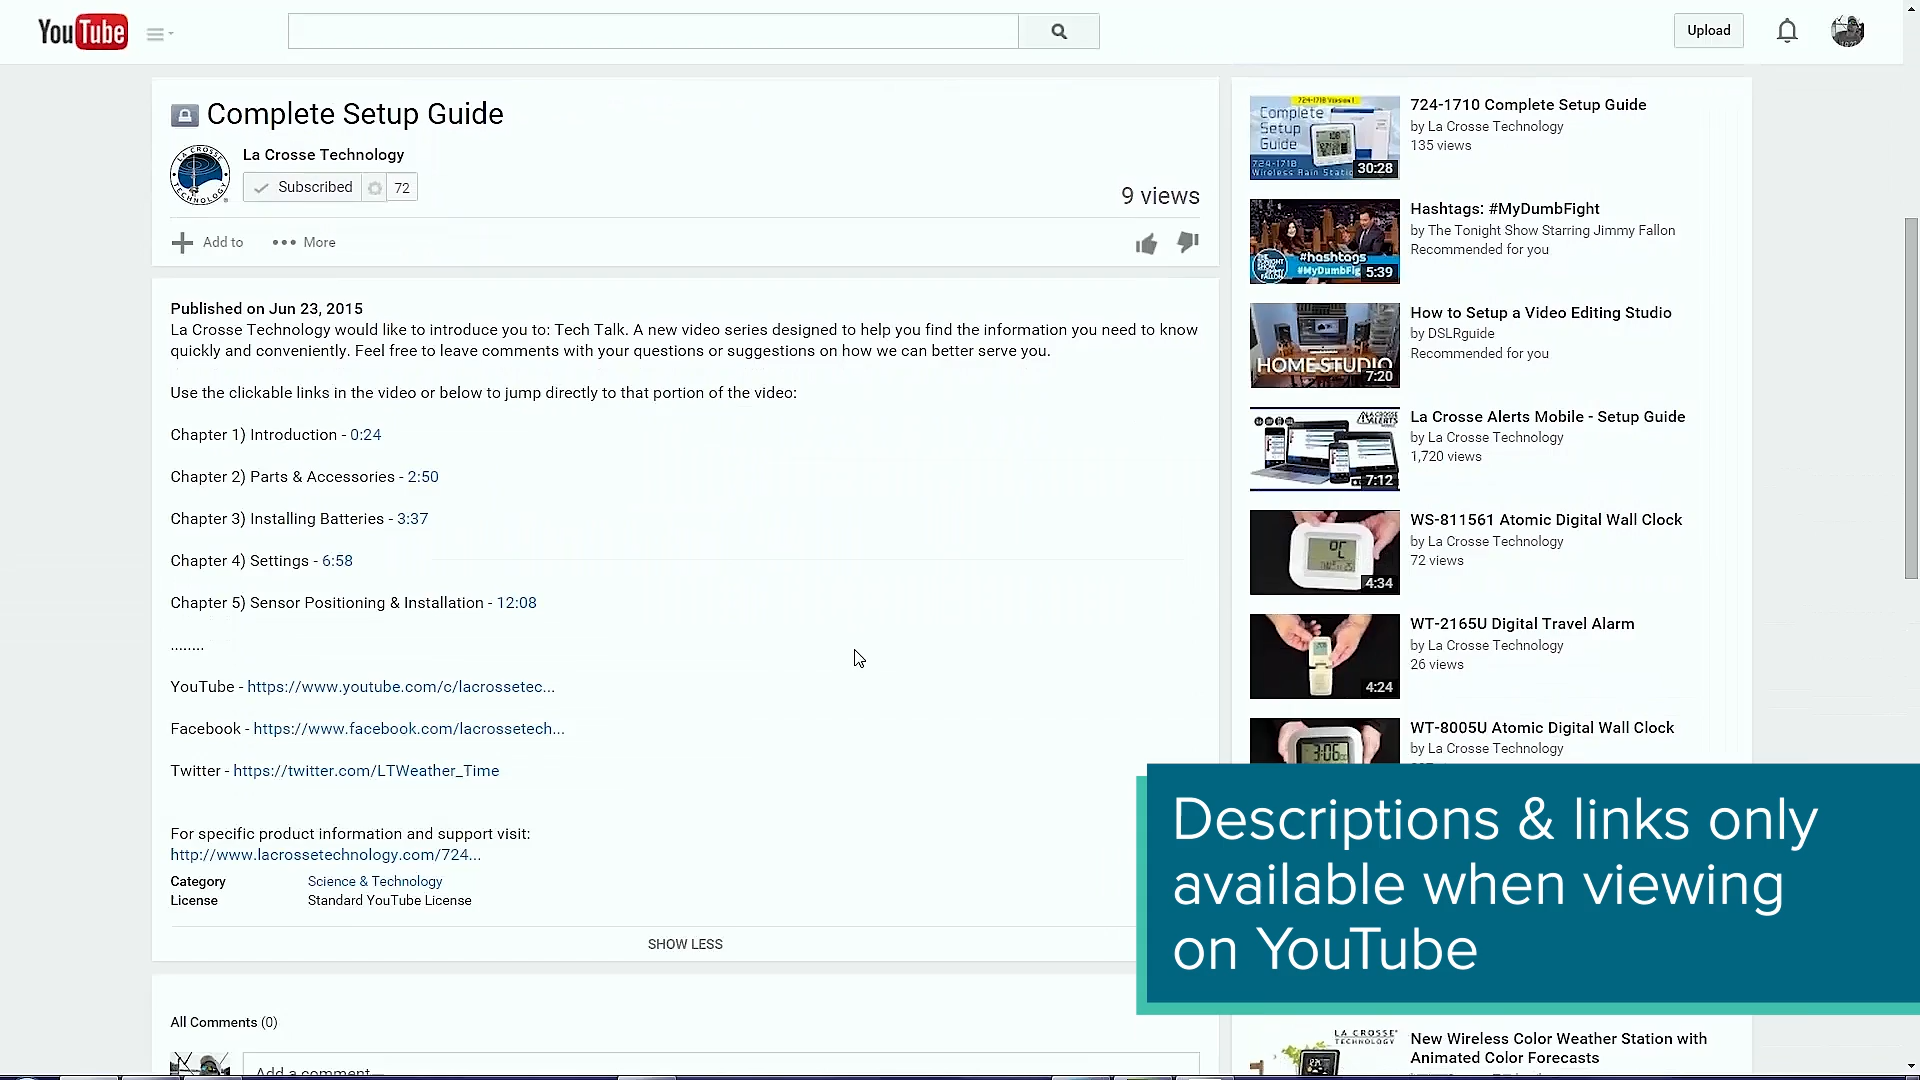 YouTube
Upload
Complete Setup Guide
La Crosse Technology
Subscribed 72
9 views
Add to
More
Published on Jun 23, 2015
La Crosse Technology would like to introduce you to: Tech Talk. A new video series designed to help you find the information you need to know
quickly and conveniently. Feel free to leave comments with your questions or suggestions on how we can better serve you.
Use the clickable links in the video or below to jump directly to that portion of the video:
Chapter 1) Introduction - 0:24
Chapter 2) Parts & Accessories - 2:50
Chapter 3) Installing Batteries - 3:37
Chapter 4) Settings - 6:58
Chapter 5) Sensor Positioning & Installation - 12:08
........
YouTube - https://www.youtube.com/c/lacrossetec...
Facebook - https://www.facebook.com/lacrossetech...
Twitter - https://twitter.com/LTWeather_Time
For specific product information and support visit:
http://www.lacrossetechnology.com/724...
Category Science & Technology
License Standard YouTube License
SHOW LESS
All Comments (0)
Add a comment...
Complete
Setup
Guide
30:28
724-1710 Complete Setup Guide
by La Crosse Technology
135 views
#hashtags
5:39
Hashtags: #MyDumbFight
by The Tonight Show Starring Jimmy Fallon
Recommended for you
HOME STUDIO
7:20
How to Setup a Video Editing Studio
by DSLRguide
Recommended for you
7:12
La Crosse Alerts Mobile - Setup Guide
by La Crosse Technology
1,720 views
4:34
WS-811561 Atomic Digital Wall Clock
by La Crosse Technology
72 views
4:24
WT-2165U Digital Travel Alarm
by La Crosse Technology
26 views
3:06
WT-8005U Atomic Digital Wall Clock
by La Crosse Technology
Descriptions & links only
available when viewing
on YouTube
LA CROSSE
TECHNOLOGY
New Wireless Color Weather Station with
Animated Color Forecasts